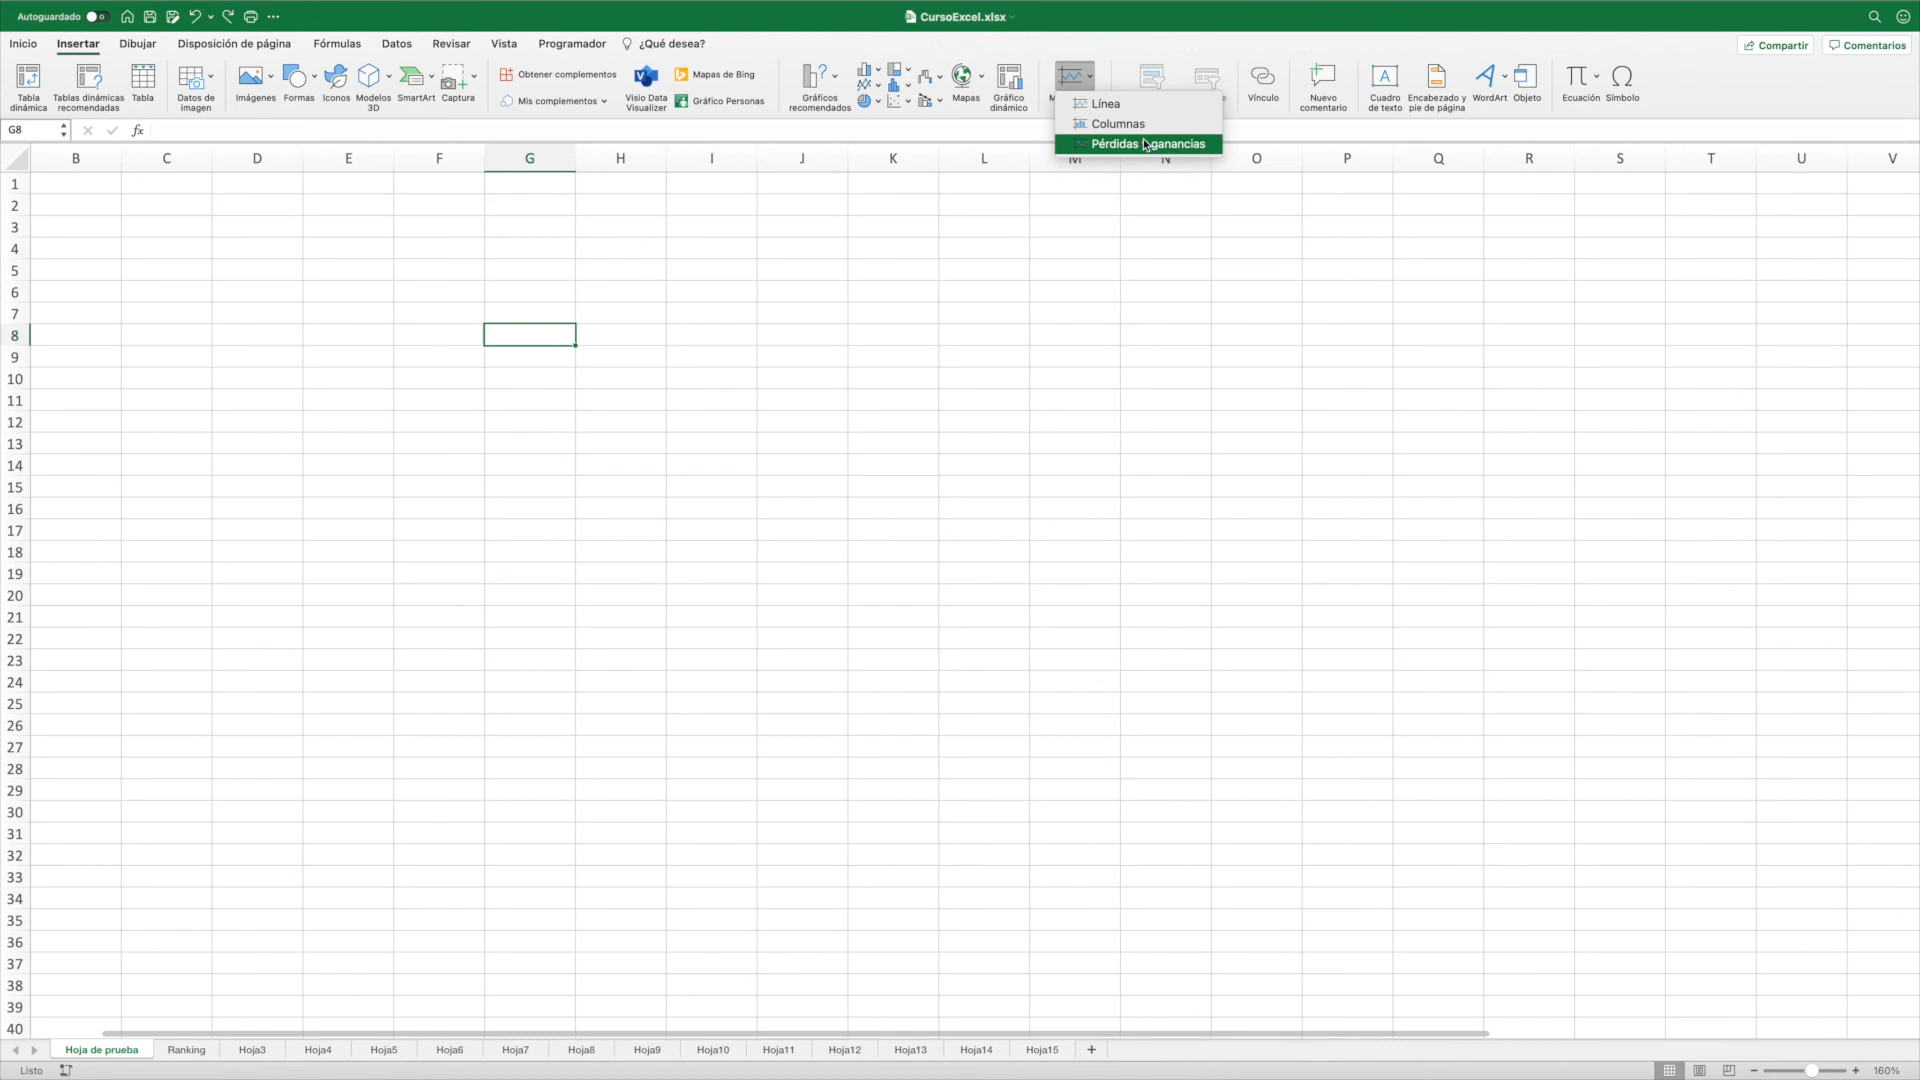 Autoguardado
CursoExcel.xlsx
Inicio Insertar Dibujar Disposición de página Fórmulas Datos Revisar Vista Programador ¿Qué desea? Compartir Comentarios
Tabla dinámica
Tablas dinámicas recomendadas
Tabla
Datos de imagen
Imágenes
Formas
Iconos
Modelos 3D
SmartArt
Captura
Obtener complementos
Mis complementos
Visio Data Visualizer
Mapas de Bing
Gráfico Personas
Gráficos recomendados
Mapas
Gráfico dinámico
Vínculo
Nuevo comentario
Cuadro de texto
Encabezado y pie de página
WordArt
Objeto
Ecuación
Símbolo
Línea
Columnas
Pérdidas ganancias
G8
fx
B C D E F G H I J K L M N O P Q R S T U V
1
2
3
4
5
6
7
8
9
10
11
12
13
14
15
16
17
18
19
20
21
22
23
24
25
26
27
28
29
30
31
32
33
34
35
36
37
38
39
40
Hoja de prueba Ranking Hoja3 Hoja4 Hoja5 Hoja6 Hoja7 Hoja8 Hoja9 Hoja10 Hoja11 Hoja12 Hoja13 Hoja14 Hoja15 +
Listo
160%